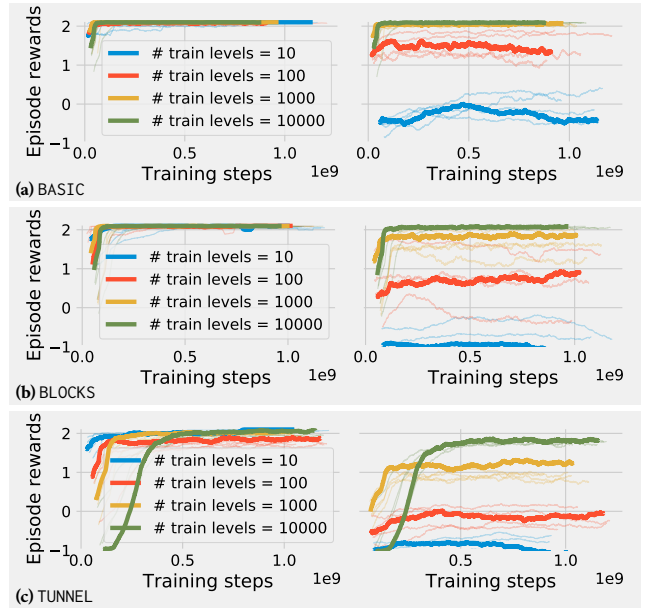 Episode rewards
2
1
0
−1
# train levels = 10
# train levels = 100
# train levels = 1000
# train levels = 10000
0.0 0.5 1.0
1e9
Training steps
0.0 0.5 1.0
1e9
Training steps
(a) BASIC
Episode rewards
2
1
0
−1
# train levels = 10
# train levels = 100
# train levels = 1000
# train levels = 10000
0.0 0.5 1.0
1e9
Training steps
0.0 0.5 1.0
1e9
Training steps
(b) BLOCKS
Episode rewards
2
1
0
−1
# train levels = 10
# train levels = 100
# train levels = 1000
# train levels = 10000
0.0 0.5 1.0
1e9
Training steps
0.0 0.5 1.0
1e9
Training steps
(c) TUNNEL